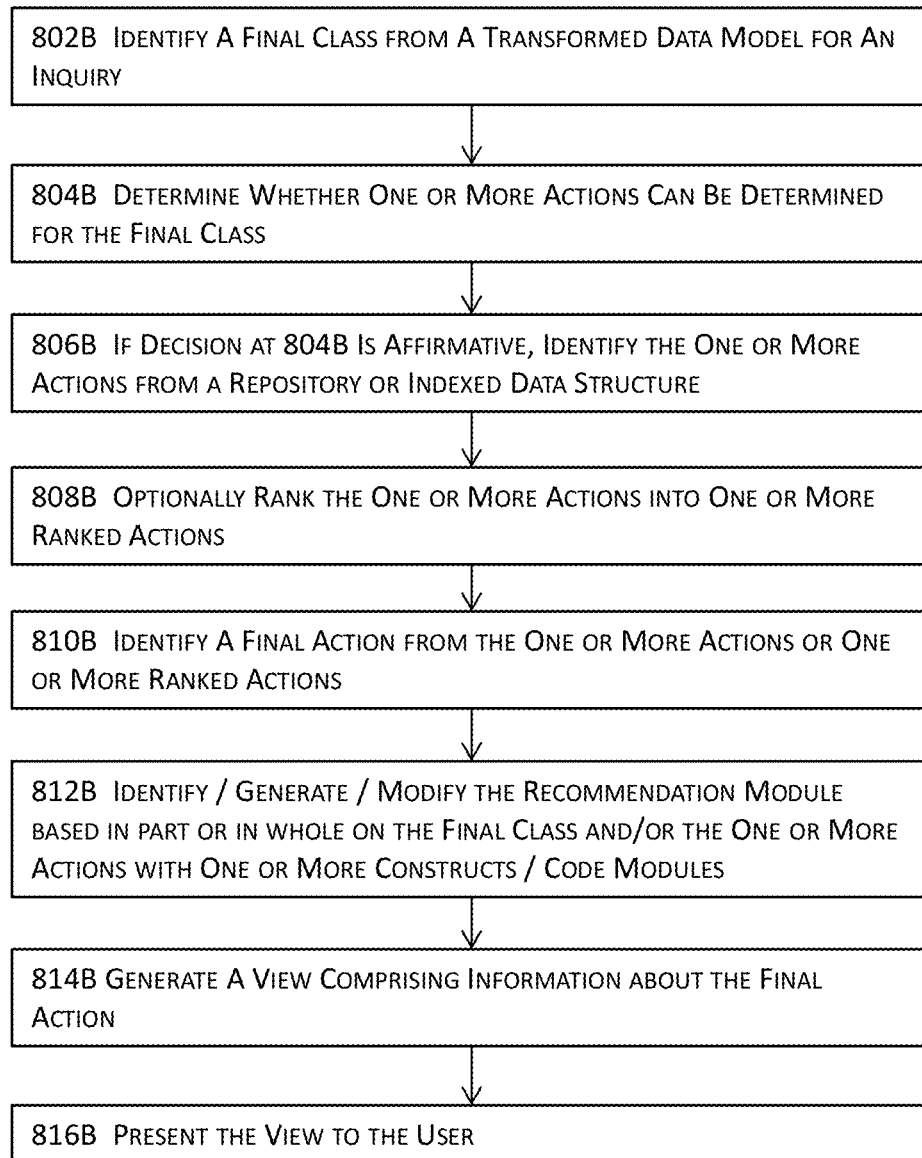 802B Identify A Final Class from A Transformed Data Model for An
Inquiry
804B Determine Whether One or More Actions Can Be Determined
for the Final Class
806B If Decision at 804B Is Affirmative, Identify the One or More
Actions from a Repository or Indexed Data Structure
808B Optionally Rank the One or More Actions into One or More
Ranked Actions
810B Identify A Final Action from the One or More Actions or One
or More Ranked Actions
812B Identify / Generate / Modify the Recommendation Module
based in part or in whole on the Final Class and/or the One or More
Actions with One or More Constructs / Code Modules
814B Generate A View Comprising Information about the Final
Action
816B Present the View to the User